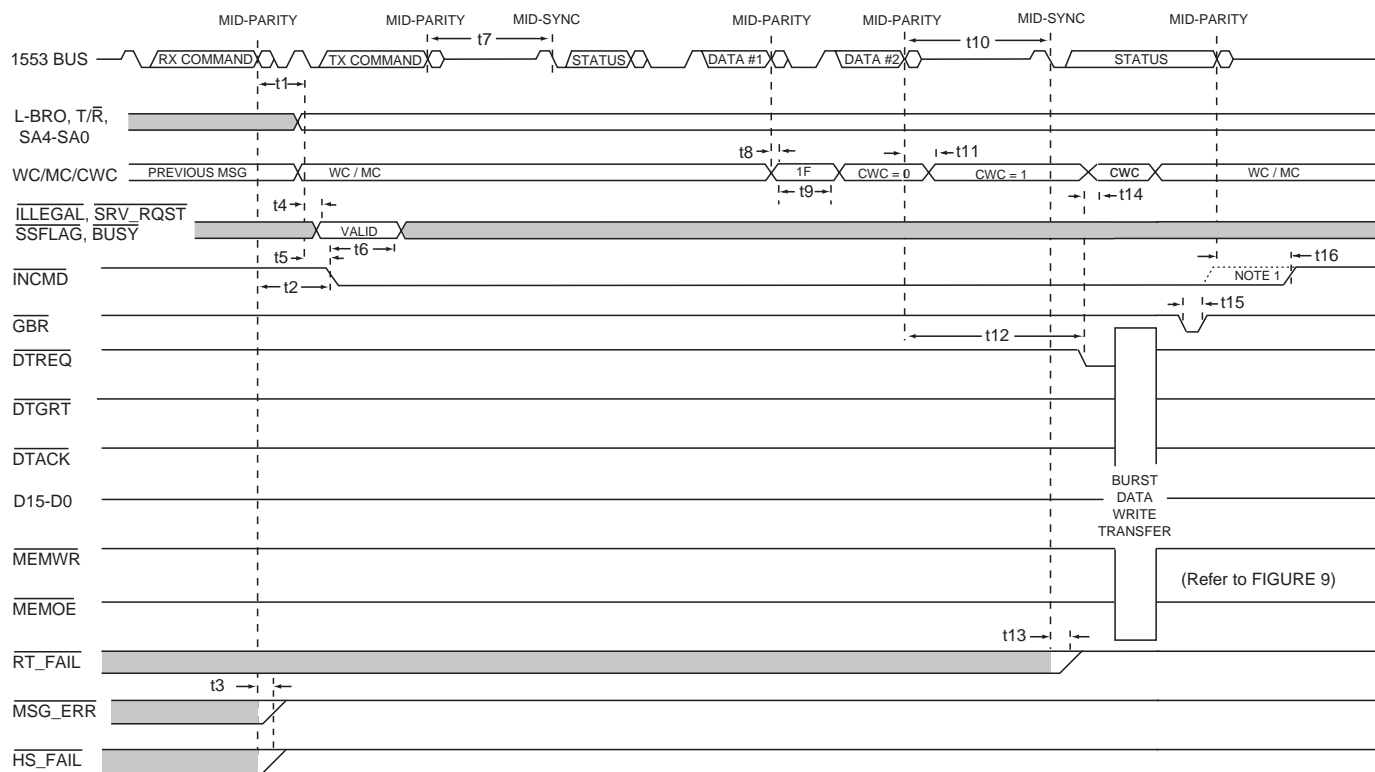 MID-PARITY MID-PARITY MID-SYNC MID-PARITY MID-PARITY MID-SYNC MID-PARITY
t7 t10
1553 BUS RX COMMAND TX COMMAND STATUS DATA #1 DATA #2 STATUS
t1
L-BRO, T/R̅,
SA4-SA0
t8 t11
WC/MC/CWC PREVIOUS MSG WC / MC 1F CWC = 0 CWC = 1 CWC WC / MC
t4 t9 t14
ILLEGAL, SRV_RQST
SSFLAG, BUSY VALID
t5 t6 t16
INCMD t2 NOTE 1
t15
GBR
t12
DTREQ
DTGRT
DTACK
BURST
D15-D0 DATA
WRITE
TRANSFER
MEMWR
(Refer to FIGURE 9)
MEMOE
t13
RT_FAIL
t3
MSG_ERR
HS_FAIL